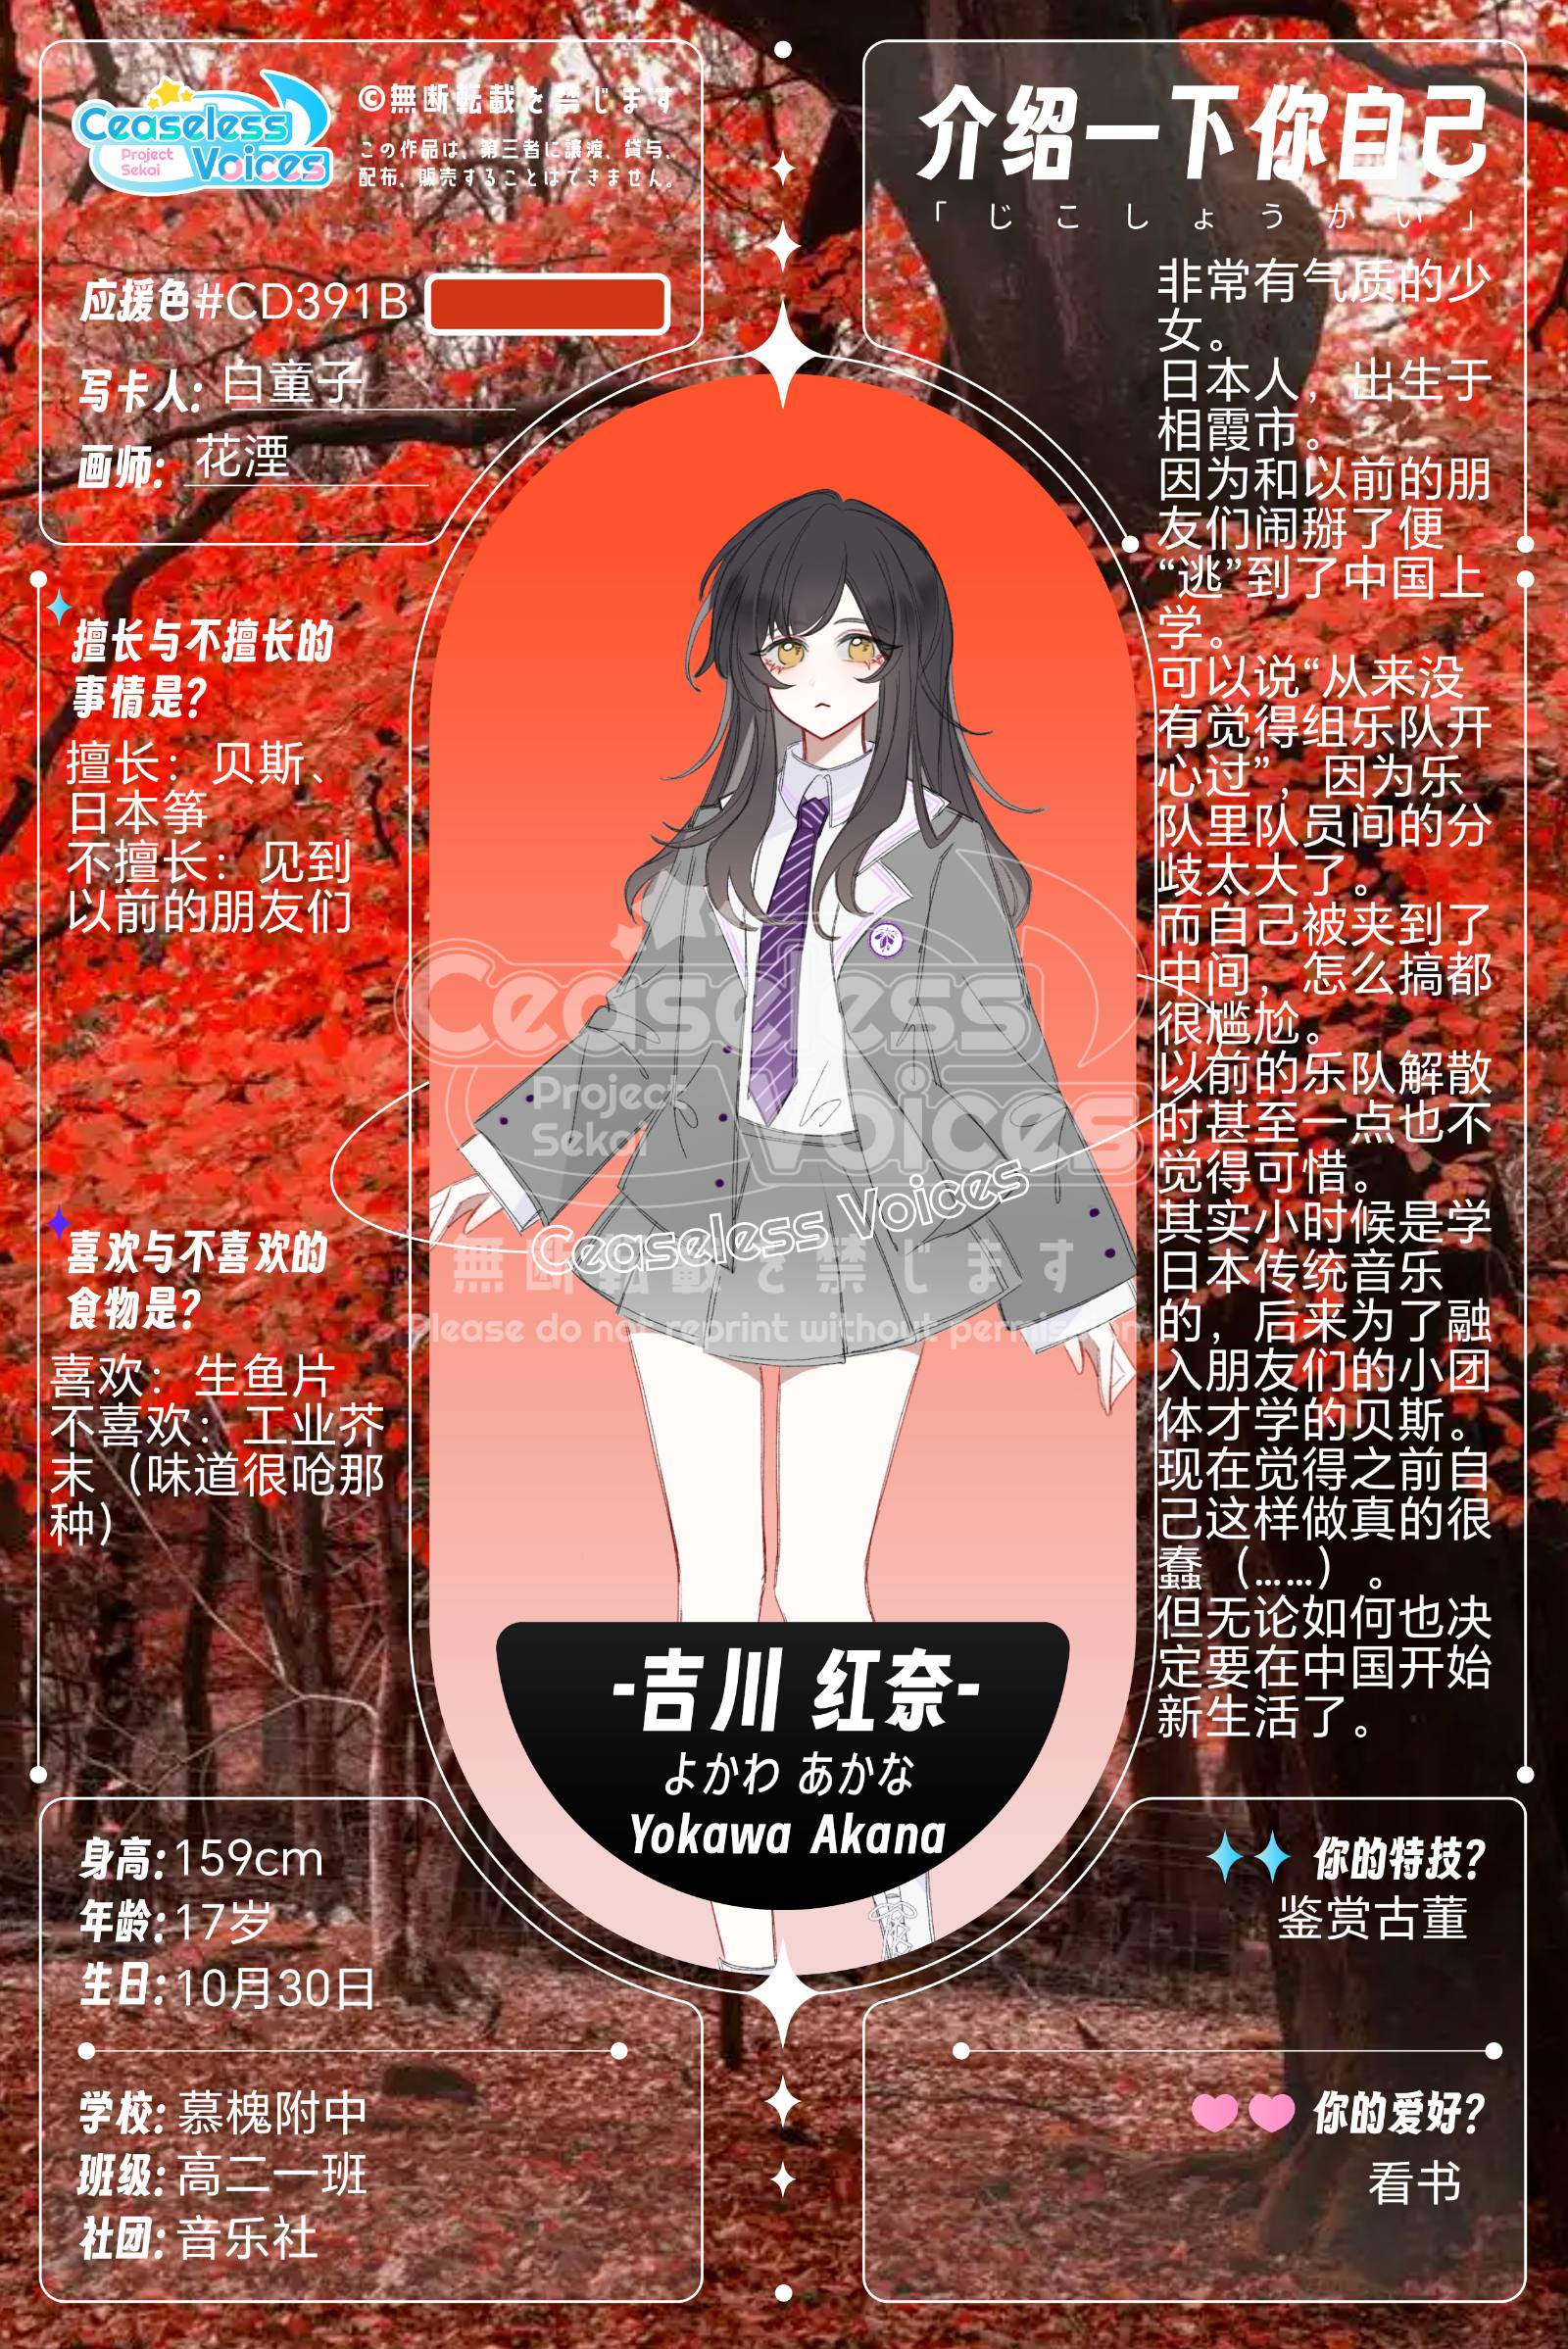 Ceaseless
Project
Sekai
Voices
©無断転載を禁じます
この作品は、第三者に譲渡、貸与、
配布、販売することはできません。
应援色#CD391B
写卡人：白童子
画师：花湮
介绍一下你自己
「じこしょうかい」
非常有气质的少
女。
日本人，出生于
相霞市。
因为和以前的朋
友们闹掰了便
“逃”到了中国上
学。
可以说“从来没
有觉得组乐队开
心过”，因为乐
队里队员间的分
歧太大了。
而自己被夹到了
中间，怎么搞都
很尴尬。
以前的乐队解散
时甚至一点也不
觉得可惜。
其实小时候是学
日本传统音乐
的，后来为了融
入朋友们的小团
体才学的贝斯。
现在觉得之前自
己这样做真的很
蠢（……）。
但无论如何也决
定要在中国开始
新生活了。
擅长与不擅长的
事情是？
擅长：贝斯、
日本筝
不擅长：见到
以前的朋友们
喜欢与不喜欢的
食物是？
喜欢：生鱼片
不喜欢：工业芥
末（味道很呛那
种）
Ceaseless
Project
Sekai
Voices
Ceaseless Voices
無断転載を禁じます
Please do not reprint without permission
-吉川 红奈-
よかわ あかな
Yokawa Akana
身高：159cm
年龄：17岁
生日：10月30日
学校：慕槐附中
班级：高二一班
社团：音乐社
你的特技？
鉴赏古董
你的爱好？
看书